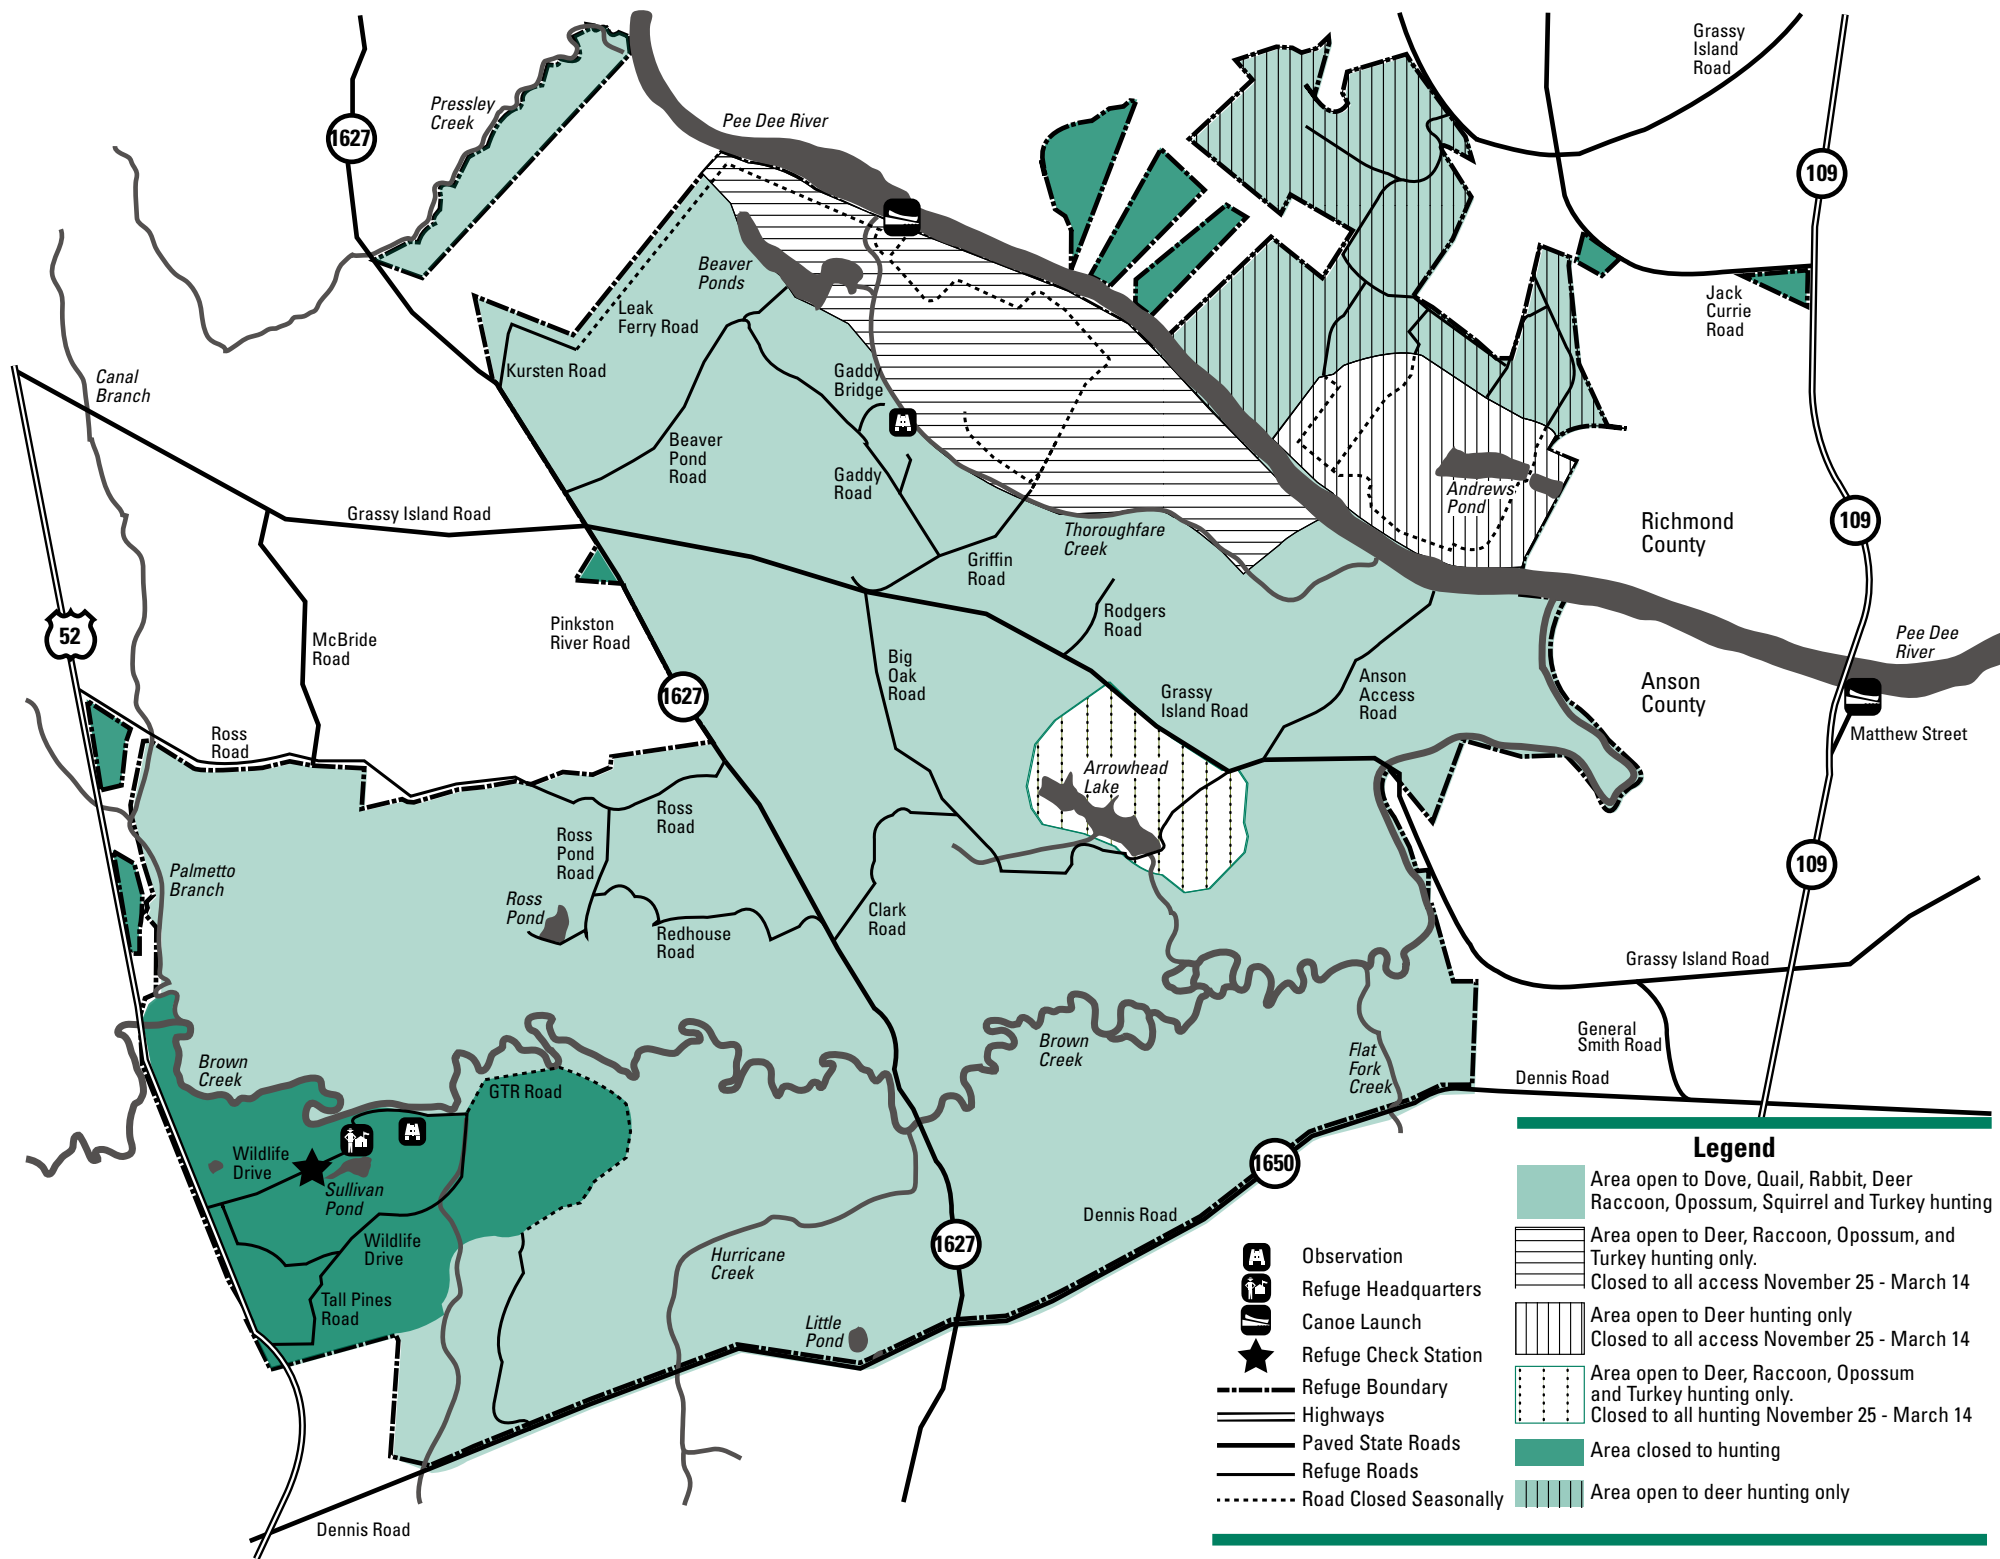 Grassy
Island
Road
Pressley
Creek
Pee Dee River
1627
109
Beaver
Ponds
Leak
Ferry Road
Jack
Currie
Road
Kursten Road
Gaddy
Bridge
Canal
Branch
Beaver
Pond
Road
Gaddy
Road
Andrews
Pond
Grassy Island Road
Thoroughfare
Creek
Richmond
County
109
Griffin
Road
52
McBride
Road
Pinkston
River Road
Rodgers
Road
Pee Dee
River
Big
Oak
Road
1627
Grassy
Island Road
Anson
Access
Road
Anson
County
Matthew Street
Ross
Road
Arrowhead
Lake
Ross
Road
Ross
Pond
Road
Palmetto
Branch
109
Ross
Pond
Clark
Road
Redhouse
Road
Grassy Island Road
General
Smith Road
Brown
Creek
Brown
Creek
Flat
Fork
Creek
Dennis Road
GTR Road
Wildlife
Drive
Sullivan
Pond
1650
Dennis Road
Wildlife
Drive
1627
Hurricane
Creek
Tall Pines
Road
Little
Pond
Dennis Road
Observation
Refuge Headquarters
Canoe Launch
Refuge Check Station
Refuge Boundary
Highways
Paved State Roads
Refuge Roads
Road Closed Seasonally
Legend
Area open to Dove, Quail, Rabbit, Deer
Raccoon, Opossum, Squirrel and Turkey hunting
Area open to Deer, Raccoon, Opossum, and
Turkey hunting only.
Closed to all access November 25 - March 14
Area open to Deer hunting only
Closed to all access November 25 - March 14
Area open to Deer, Raccoon, Opossum
and Turkey hunting only.
Closed to all hunting November 25 - March 14
Area closed to hunting
Area open to deer hunting only